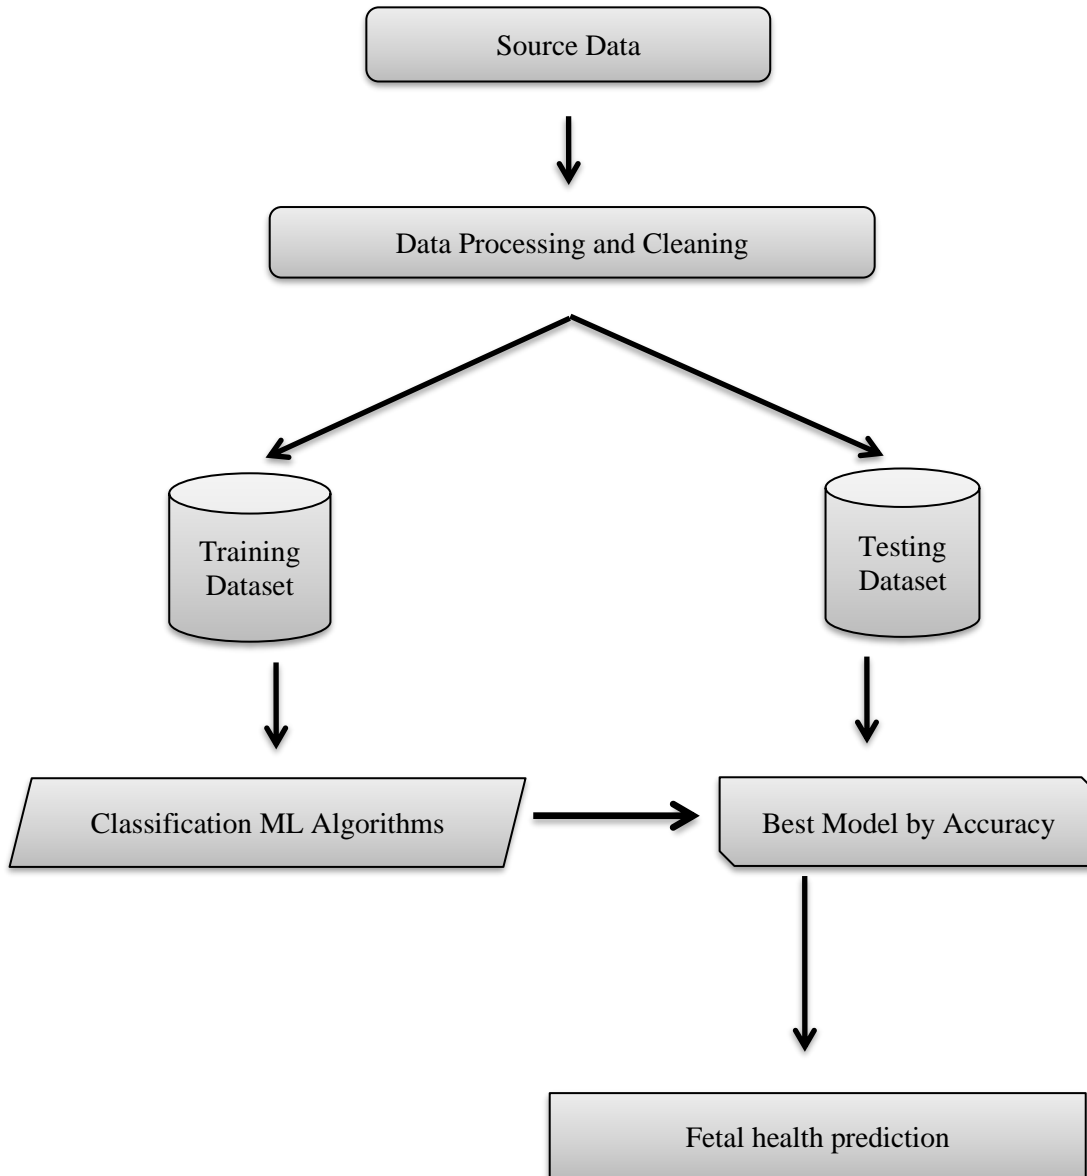 Source Data
Data Processing and Cleaning
Training
Dataset
Testing
Dataset
Classification ML Algorithms
Best Model by Accuracy
Fetal health prediction